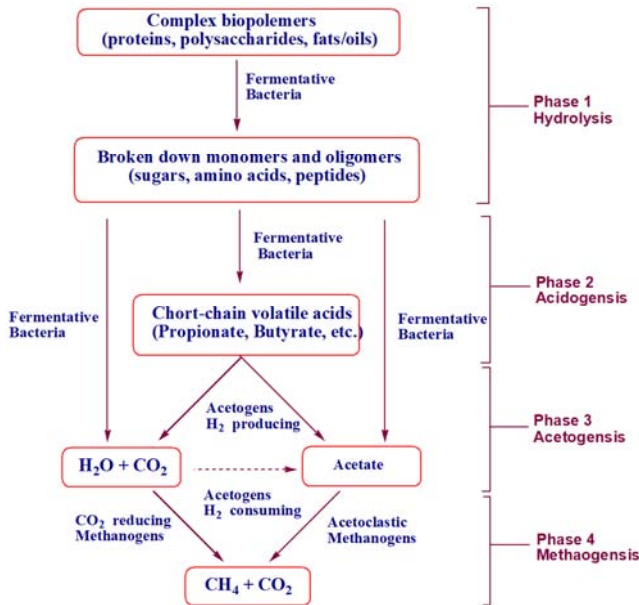 Complex biopolemers
(proteins, polysaccharides, fats/oils)
Fermentative
Bacteria
Phase 1
Hydrolysis
Broken down monomers and oligomers
(sugars, amino acids, peptides)
Fermentative
Bacteria
Phase 2
Acidogensis
Fermentative
Bacteria
Chort-chain volatile acids
(Propionate, Butyrate, etc.)
Fermentative
Bacteria
Acetogens
H₂ producing
Phase 3
Acetogensis
H₂O + CO₂
Acetate
Acetogens
H₂ consuming
CO₂ reducing
Methanogens
Acetoclastic
Methanogens
Phase 4
Methaogensis
CH₄ + CO₂